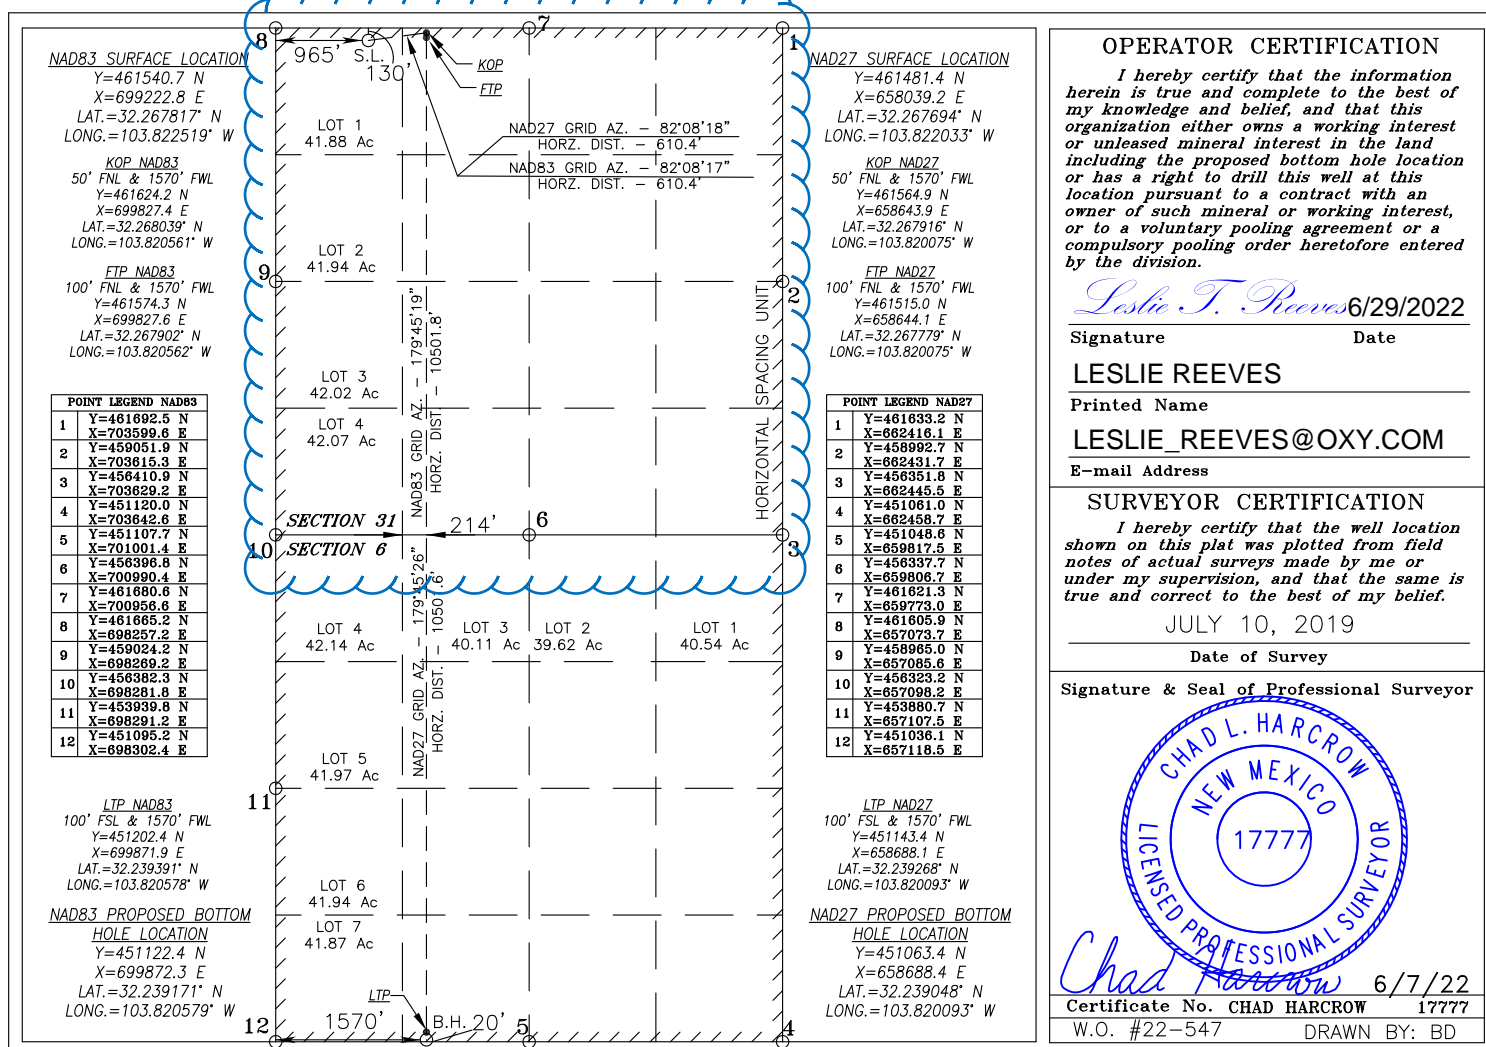 NAD83 SURFACE LOCATION
Y=461540.7 N
X=699222.8 E
LAT.=32.267817° N
LONG.=103.822519° W
KOP NAD83
50' FNL & 1570' FWL
Y=461624.2 N
X=699827.4 E
LAT.=32.268039° N
LONG.=103.820561° W
FTP NAD83
100' FNL & 1570' FWL
Y=461574.3 N
X=699827.6 E
LAT.=32.267902° N
LONG.=103.820562° W
POINT LEGEND NAD83
1 Y=461692.5 N
X=703599.6 E
2 Y=459051.9 N
X=703615.3 E
3 Y=456410.9 N
X=703629.2 E
4 Y=451120.0 N
X=703642.6 E
5 Y=451107.7 N
X=701001.4 E
6 Y=456396.8 N
X=700990.4 E
7 Y=461680.6 N
X=700956.6 E
8 Y=461665.2 N
X=698257.2 E
9 Y=459024.2 N
X=698269.2 E
10 Y=456382.3 N
X=698281.8 E
11 Y=453939.8 N
X=698291.2 E
12 Y=451095.2 N
X=698302.4 E
LTP NAD83
100' FSL & 1570' FWL
Y=451202.4 N
X=699871.9 E
LAT.=32.239391° N
LONG.=103.820578° W
NAD83 PROPOSED BOTTOM
HOLE LOCATION
Y=451122.4 N
X=699872.3 E
LAT.=32.239171° N
LONG.=103.820579° W
8
7
1
965'
S.L.
130'
KOP
FTP
LOT 1
41.88 Ac
NAD27 GRID AZ. - 82°08'18"
HORZ. DIST. - 610.4'
NAD83 GRID AZ. - 82°08'17"
HORZ. DIST. - 610.4'
LOT 2
41.94 Ac
9
2
LOT 3
42.02 Ac
LOT 4
42.07 Ac
NAD83 GRID AZ. - 179°45'19"
HORZ. DIST. - 10501.8'
HORIZONTAL SPACING UNIT
SECTION 31
214'
6
10
SECTION 6
3
NAD27 GRID AZ. - 179°45'26"
HORZ. DIST. - 10501.6'
LOT 4
42.14 Ac
LOT 3
40.11 Ac
LOT 2
39.62 Ac
LOT 1
40.54 Ac
LOT 5
41.97 Ac
11
LOT 6
41.94 Ac
LOT 7
41.87 Ac
LTP
12
1570'
B.H.
20'
5
4
NAD27 SURFACE LOCATION
Y=461481.4 N
X=658039.2 E
LAT.=32.267694° N
LONG.=103.822033° W
KOP NAD27
50' FNL & 1570' FWL
Y=461564.9 N
X=658643.9 E
LAT.=32.267916° N
LONG.=103.820075° W
FTP NAD27
100' FNL & 1570' FWL
Y=461515.0 N
X=658644.1 E
LAT.=32.267779° N
LONG.=103.820075° W
POINT LEGEND NAD27
1 Y=461633.2 N
X=662416.1 E
2 Y=458992.7 N
X=662431.7 E
3 Y=456351.8 N
X=662445.5 E
4 Y=451061.0 N
X=662458.7 E
5 Y=451048.6 N
X=659817.5 E
6 Y=456337.7 N
X=659806.7 E
7 Y=461621.3 N
X=659773.0 E
8 Y=461605.9 N
X=657073.7 E
9 Y=458965.0 N
X=657085.6 E
10 Y=456323.2 N
X=657098.2 E
11 Y=453880.7 N
X=657107.5 E
12 Y=451036.1 N
X=657118.5 E
LTP NAD27
100' FSL & 1570' FWL
Y=451143.4 N
X=658688.1 E
LAT.=32.239268° N
LONG.=103.820093° W
NAD27 PROPOSED BOTTOM
HOLE LOCATION
Y=451063.4 N
X=658688.4 E
LAT.=32.239048° N
LONG.=103.820093° W
OPERATOR CERTIFICATION
I hereby certify that the information
herein is true and complete to the best of
my knowledge and belief, and that this
organization either owns a working interest
or unleased mineral interest in the land
including the proposed bottom hole location
or has a right to drill this well at this
location pursuant to a contract with an
owner of such mineral or working interest,
or to a voluntary pooling agreement or a
compulsory pooling order heretofore entered
by the division.
Leslie T. Reeves 6/29/2022
Signature Date
LESLIE REEVES
Printed Name
LESLIE_REEVES@OXY.COM
E-mail Address
SURVEYOR CERTIFICATION
I hereby certify that the well location
shown on this plat was plotted from field
notes of actual surveys made by me or
under my supervision, and that the same is
true and correct to the best of my belief.
JULY 10, 2019
Date of Survey
Signature & Seal of Professional Surveyor
CHAD L. HARCROW
NEW MEXICO
17777
LICENSED PROFESSIONAL SURVEYOR
Chad Harcrow 6/7/22
Certificate No. CHAD HARCROW 17777
W.O. #22-547 DRAWN BY: BD